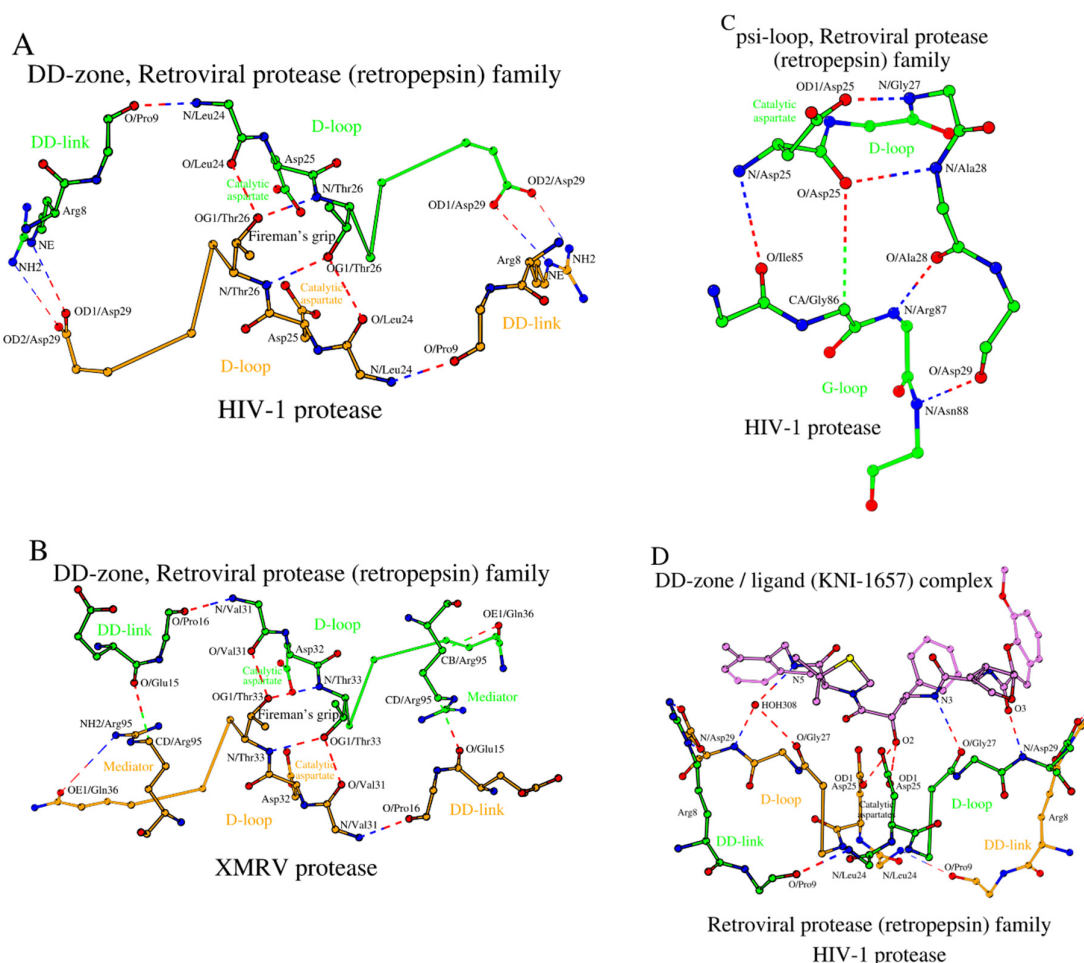 A
DD-zone, Retroviral protease (retropepsin) family
O/Pro9
N/Leu24
DD-link
D-loop
O/Leu24
Asp25
Catalytic
aspartate
N/Thr26
OD2/Asp29
OD1/Asp29
Arg8
NE
NH2
OG1/Thr26
Fireman's grip
OG1/Thr26
Arg8
NH2
NE
N/Thr26
Catalytic
aspartate
OD1/Asp29
OD2/Asp29
O/Leu24
Asp25
DD-link
D-loop
O/Pro9
N/Leu24
HIV-1 protease
B
DD-zone, Retroviral protease (retropepsin) family
O/Pro16
N/Val31
OE1/Gln36
DD-link
D-loop
O/Val31
Asp32
CB/Arg95
Catalytic
aspartate
O/Glu15
N/Thr33
CD/Arg95
Mediator
OG1/Thr33
Fireman's grip
NH2/Arg95
CD/Arg95
OG1/Thr33
O/Glu15
N/Thr33
Mediator
Catalytic
aspartate
OE1/Gln36
O/Val31
Asp32
O/Pro16
DD-link
D-loop
N/Val31
XMRV protease
C
psi-loop, Retroviral protease
(retropepsin) family
OD1/Asp25
N/Gly27
Catalytic
aspartate
D-loop
N/Asp25
N/Ala28
O/Asp25
O/Ile85
O/Ala28
CA/Gly86
N/Arg87
O/Asp29
G-loop
N/Asn88
HIV-1 protease
D
DD-zone / ligand (KNI-1657) complex
N5
N3
HOH308
O3
N/Asp29
O/Gly27
O2
O/Gly27
N/Asp29
OD1
Asp25
OD1
Asp25
D-loop
Catalytic
aspartates
D-loop
Arg8
Arg8
DD-link
DD-link
O/Pro9
N/Leu24
N/Leu24
O/Pro9
Retroviral protease (retropepsin) family
HIV-1 protease